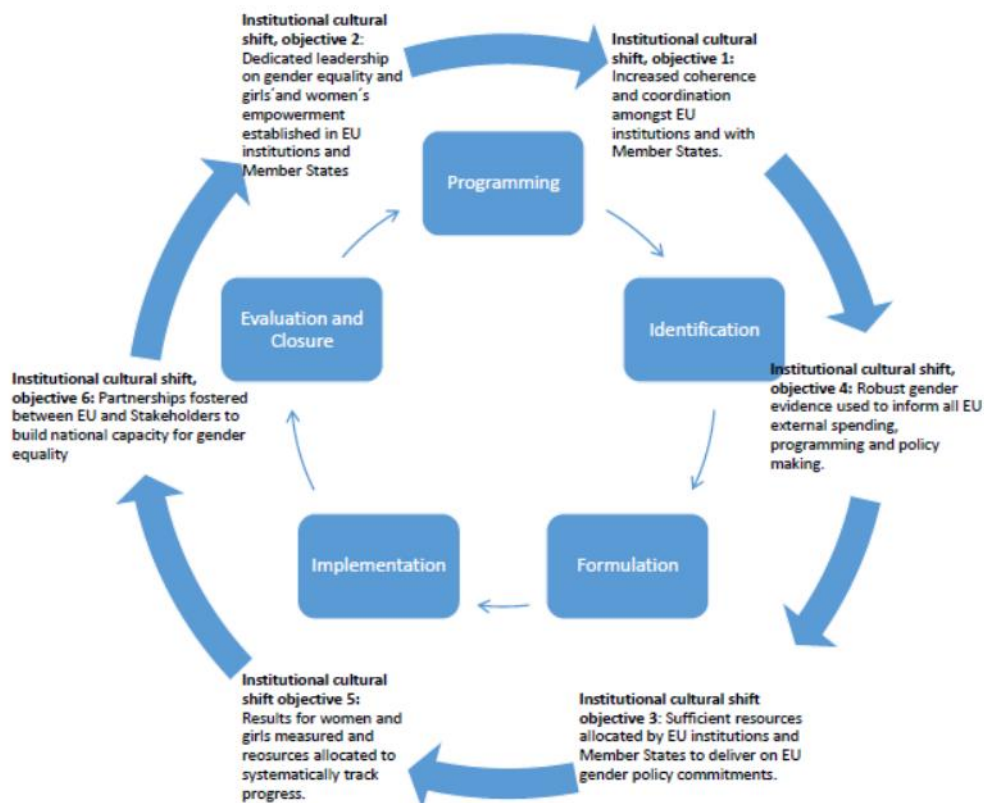 Institutional cultural
shift, objective 2:
Dedicated leadership
on gender equality and
girls´and women´s
empowerment
established in EU
institutions and
Member States
Institutional cultural
shift, objective 1:
Increased coherence
and coordination
amongst EU
institutions and with
Member States.
Programming
Evaluation and
Closure
Identification
Institutional cultural shift,
objective 6: Partnerships fostered
between EU and Stakeholders to
build national capacity for gender
equality
Institutional cultural shift,
objective 4: Robust gender
evidence used to inform all EU
external spending,
programming and policy
making.
Implementation
Formulation
Institutional cultural
shift objective 5:
Results for women and
girls measured and
reosurces allocated to
systematically track
progress.
Institutional cultural shift
objective 3: Sufficient resources
allocated by EU institutions and
Member States to deliver on EU
gender policy commitments.